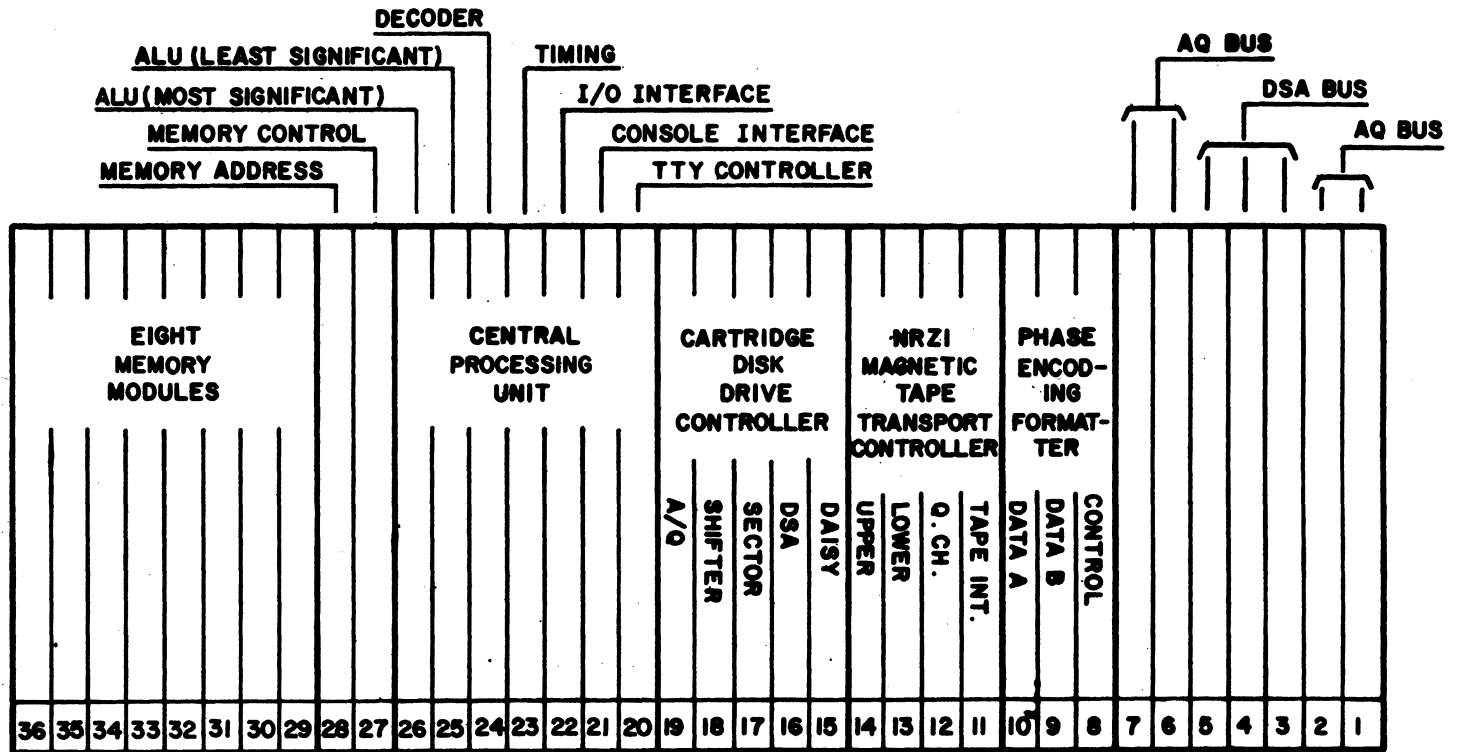 DECODER
ALU (LEAST SIGNIFICANT)
ALU (MOST SIGNIFICANT)
MEMORY CONTROL
MEMORY ADDRESS
TIMING
I/O INTERFACE
CONSOLE INTERFACE
TTY CONTROLLER
AQ BUS
DSA BUS
AQ BUS
EIGHT
MEMORY
MODULES
CENTRAL
PROCESSING
UNIT
CARTRIDGE
DISK
DRIVE
CONTROLLER
NRZI
MAGNETIC
TAPE
TRANSPORT
CONTROLLER
PHASE
ENCOD-
ING
FORMAT-
TER
A/Q
SHIFTER
SECTOR
DSA
DAISY
UPPER
LOWER
Q.CH.
TAPE INT.
DATA A
DATA B
CONTROL
36 35 34 33 32 31 30 29 28 27 26 25 24 23 22 21 20 19 18 17 16 15 14 13 12 11 10 9 8 7 6 5 4 3 2 1